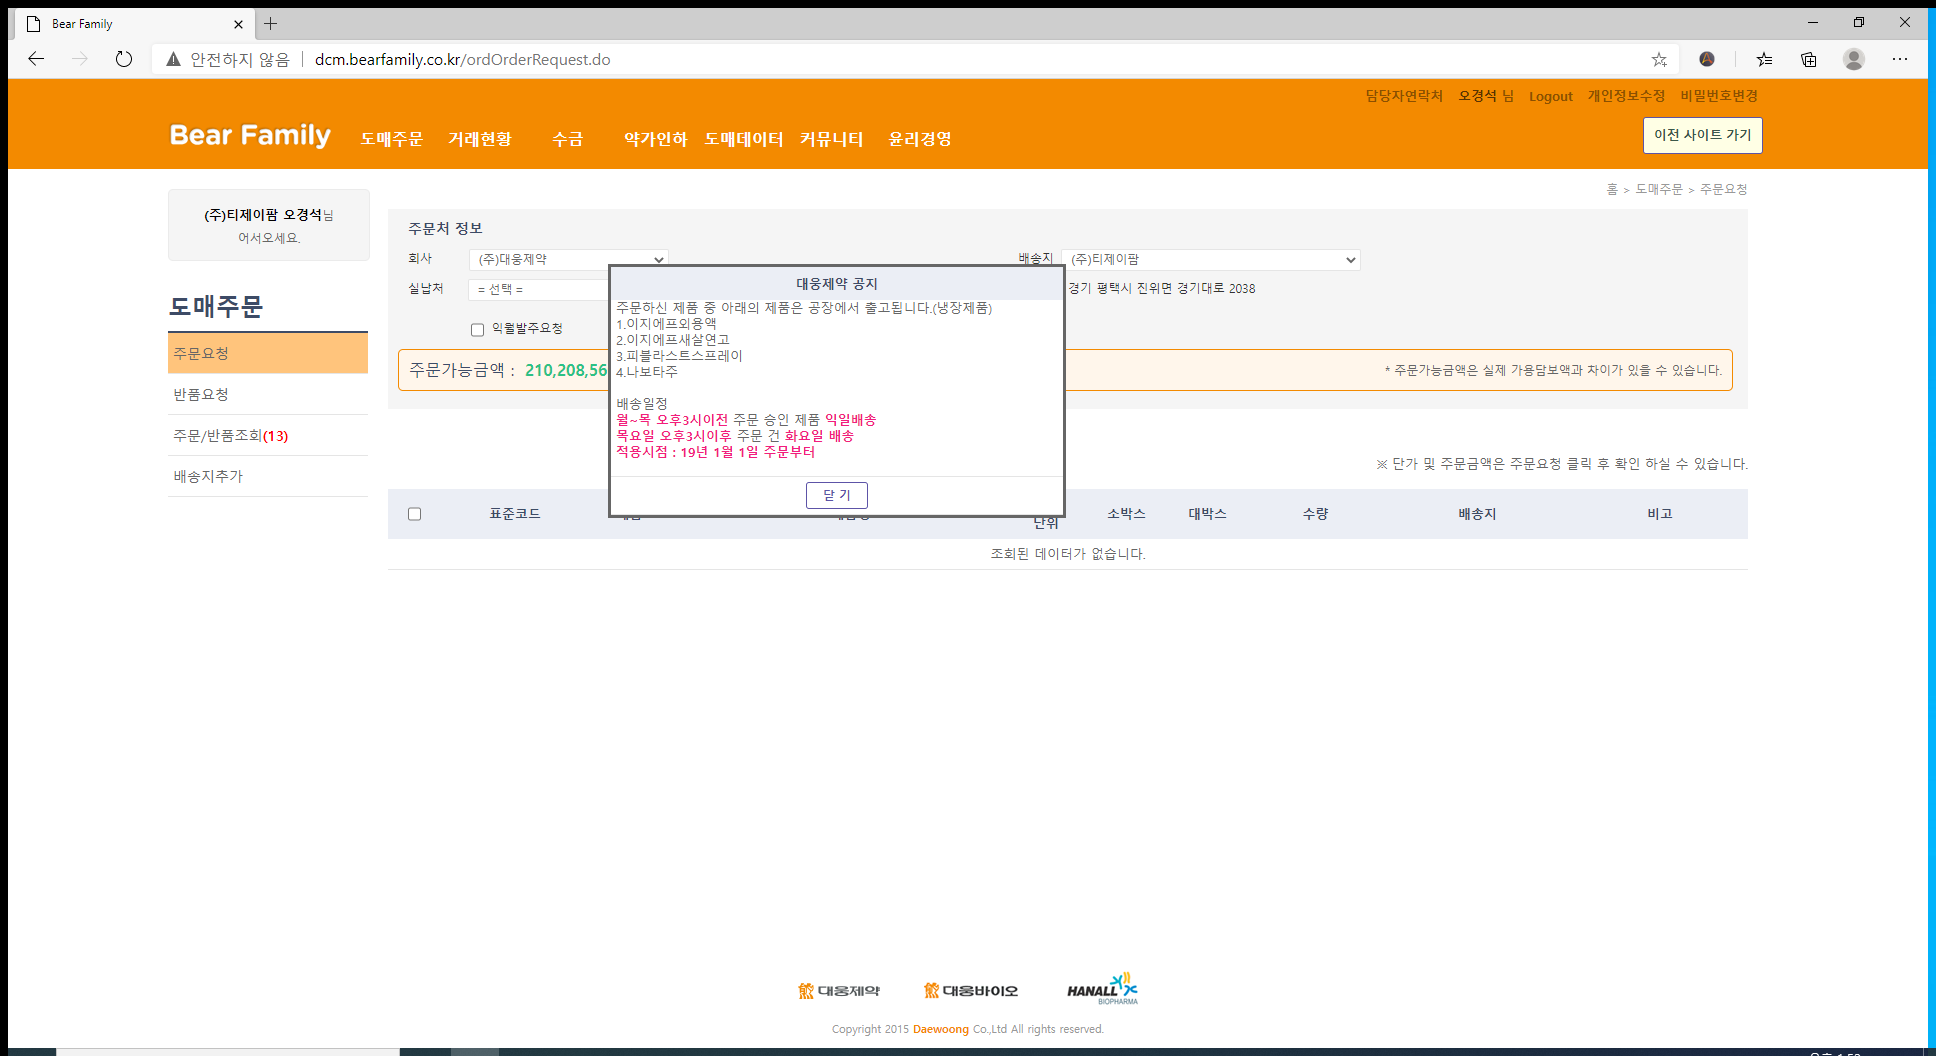 Bear Family
안전하지 않음 dcm.bearfamily.co.kr/ordOrderRequest.do
담당자연락처 오경석 님 Logout 개인정보수정 비밀번호변경
Bear Family 도매주문 거래현황 수금 약가인하 도매데이터 커뮤니티 윤리경영
이전 사이트 가기
홈 > 도매주문 > 주문요청
(주)티제이팜 오경석님
어서오세요.
도매주문
주문요청
반품요청
주문/반품조회(13)
배송지추가
주문처 정보
회사 (주)대웅제약 배송지 (주)티제이팜
실납처 = 선택 = 경기 평택시 진위면 경기대로 2038
익월발주요청
주문가능금액 : 210,208,56
* 주문가능금액은 실제 가용담보액과 차이가 있을 수 있습니다.
대웅제약 공지
주문하신 제품 중 아래의 제품은 공장에서 출고됩니다.(냉장제품)
1.이지에프외용액
2.이지에프새살연고
3.피블라스트스프레이
4.나보타주
배송일정
월~목 오후3시이전 주문 승인 제품 익일배송
목요일 오후3시이후 주문 건 화요일 배송
적용시점 : 19년 1월 1일 주문부터
닫 기
※ 단가 및 주문금액은 주문요청 클릭 후 확인 하실 수 있습니다.
표준코드 단위 소박스 대박스 수량 배송지 비고
조회된 데이터가 없습니다.
대웅제약 대웅바이오 HANALL BIOPHARMA
Copyright 2015 Daewoong Co.,Ltd All rights reserved.